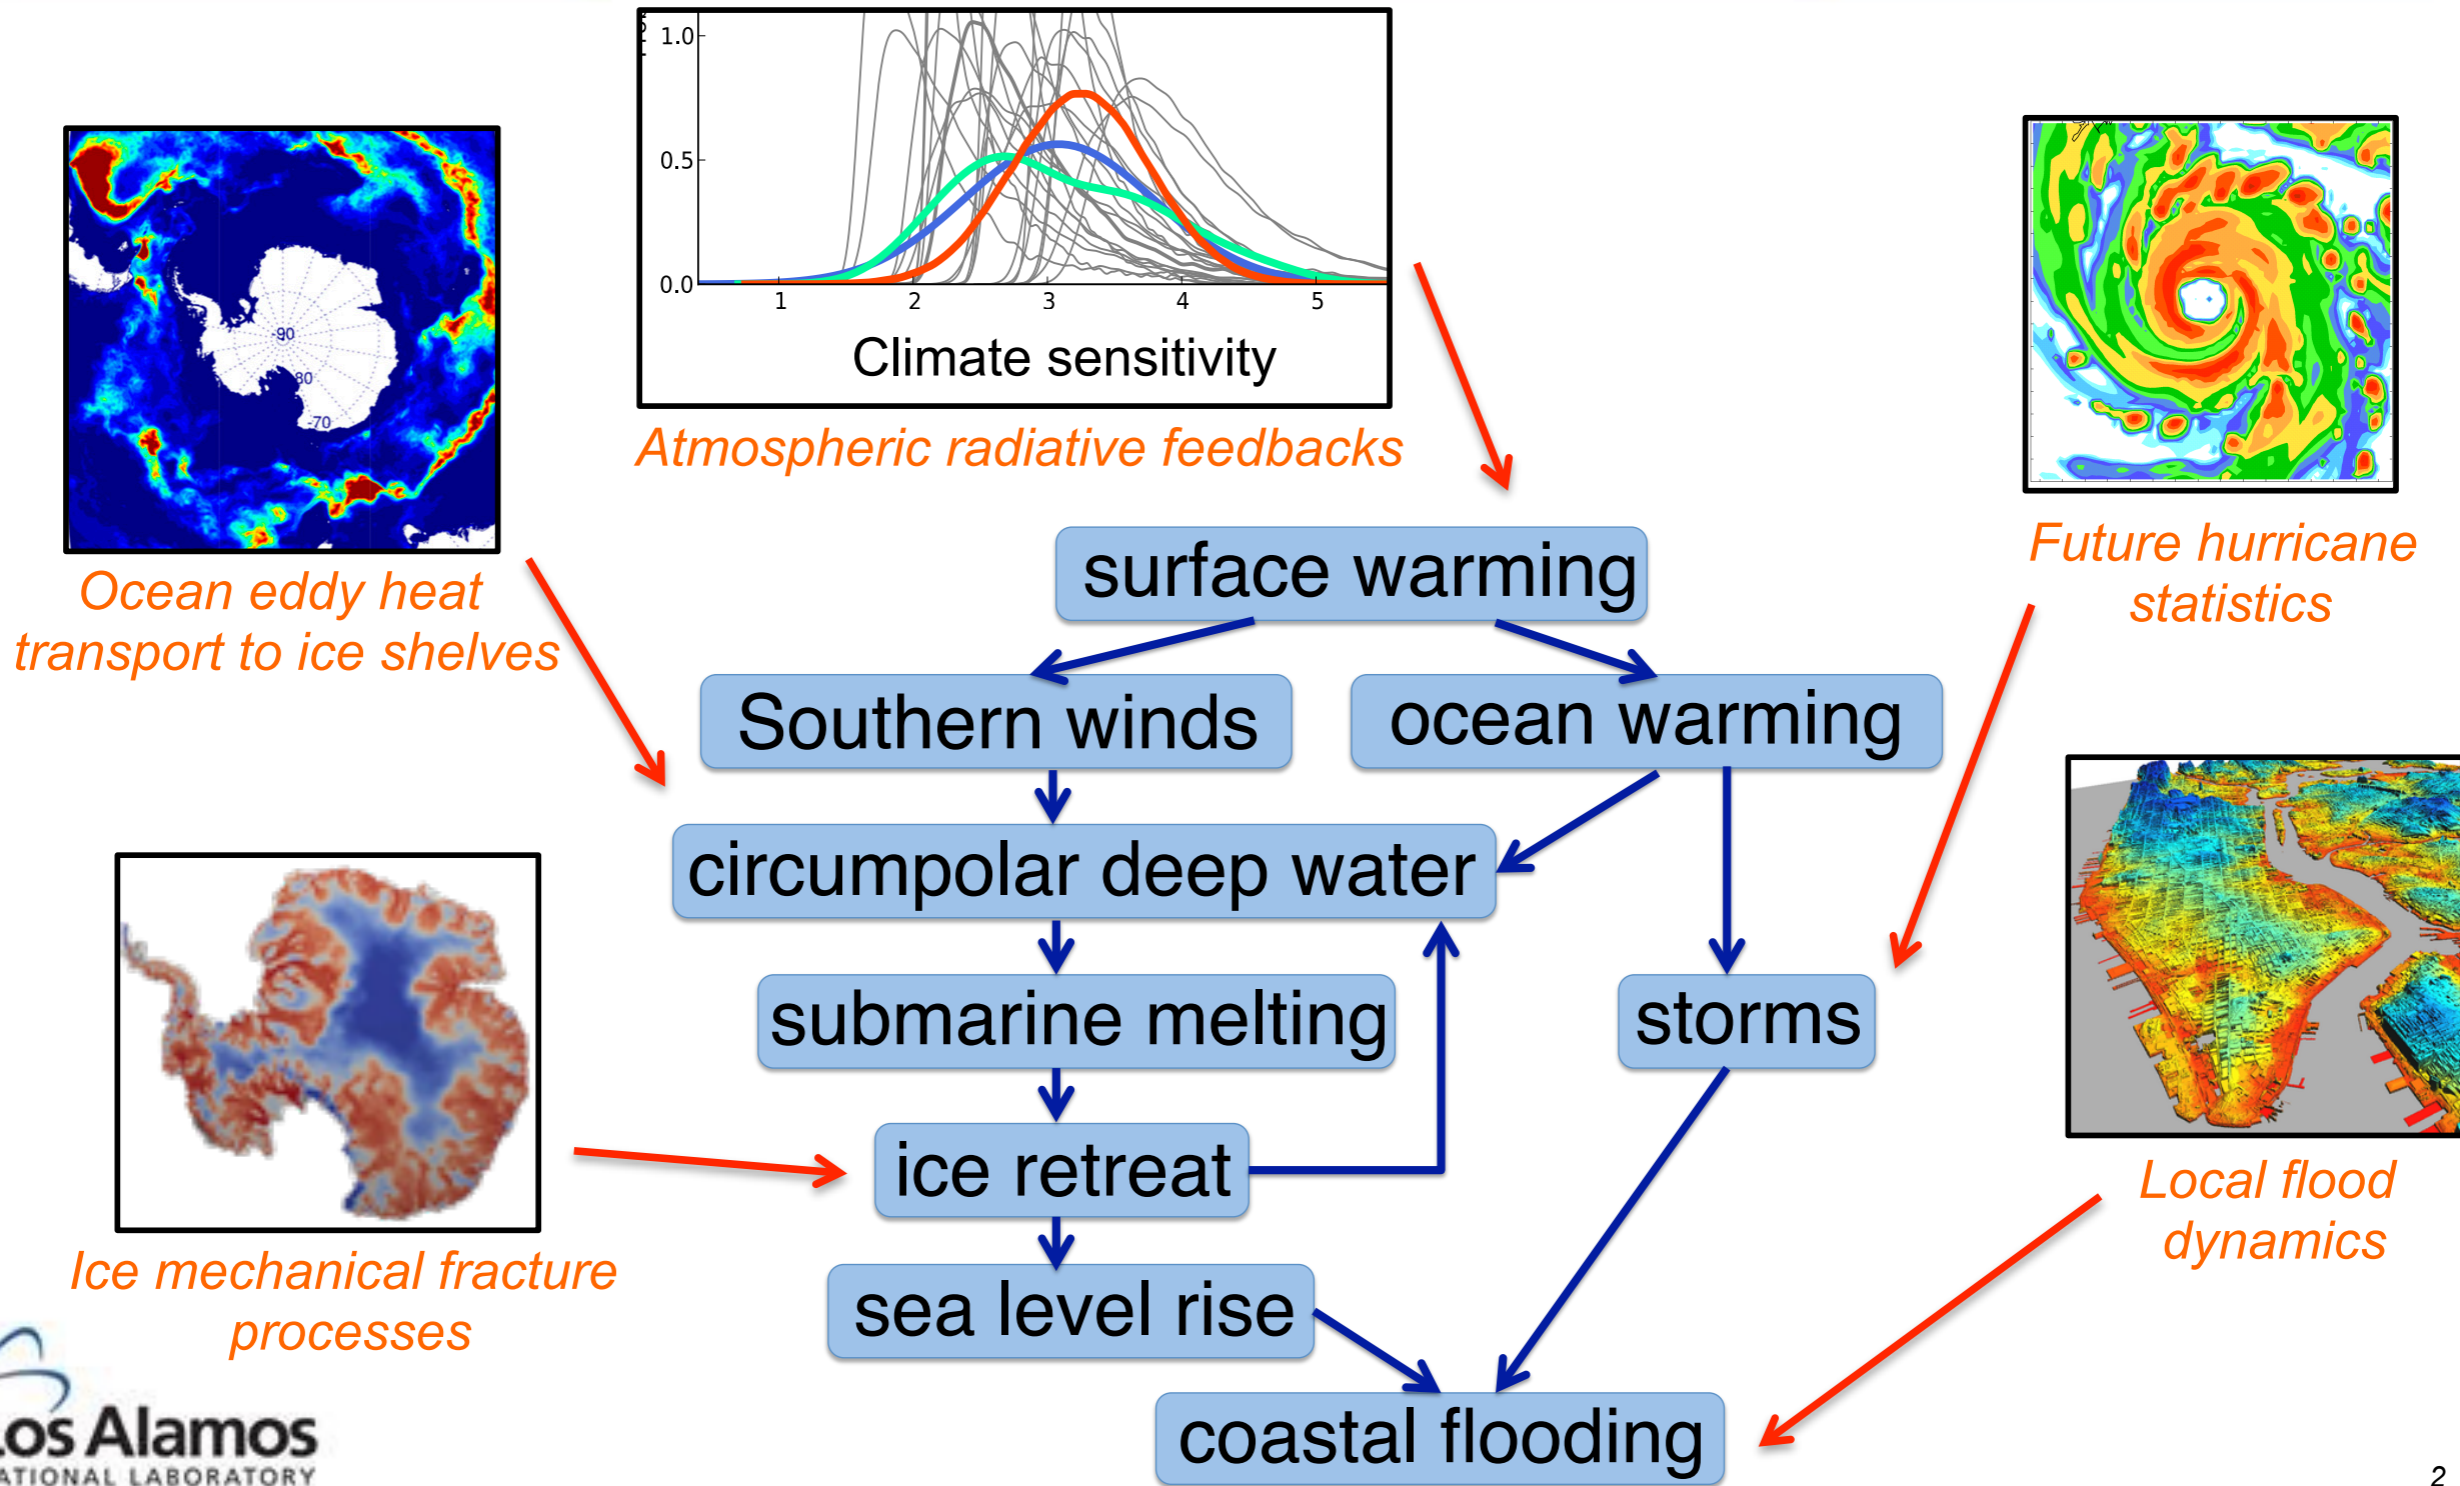 1.0
0.5
0.0
1 2 3 4 5
Climate sensitivity
Atmospheric radiative feedbacks
-90
80
-70
Ocean eddy heat
transport to ice shelves
Future hurricane
statistics
surface warming
Southern winds
ocean warming
circumpolar deep water
submarine melting
storms
ice retreat
sea level rise
coastal flooding
Ice mechanical fracture
processes
Local flood
dynamics
os Alamos
ATIONAL LABORATORY
2